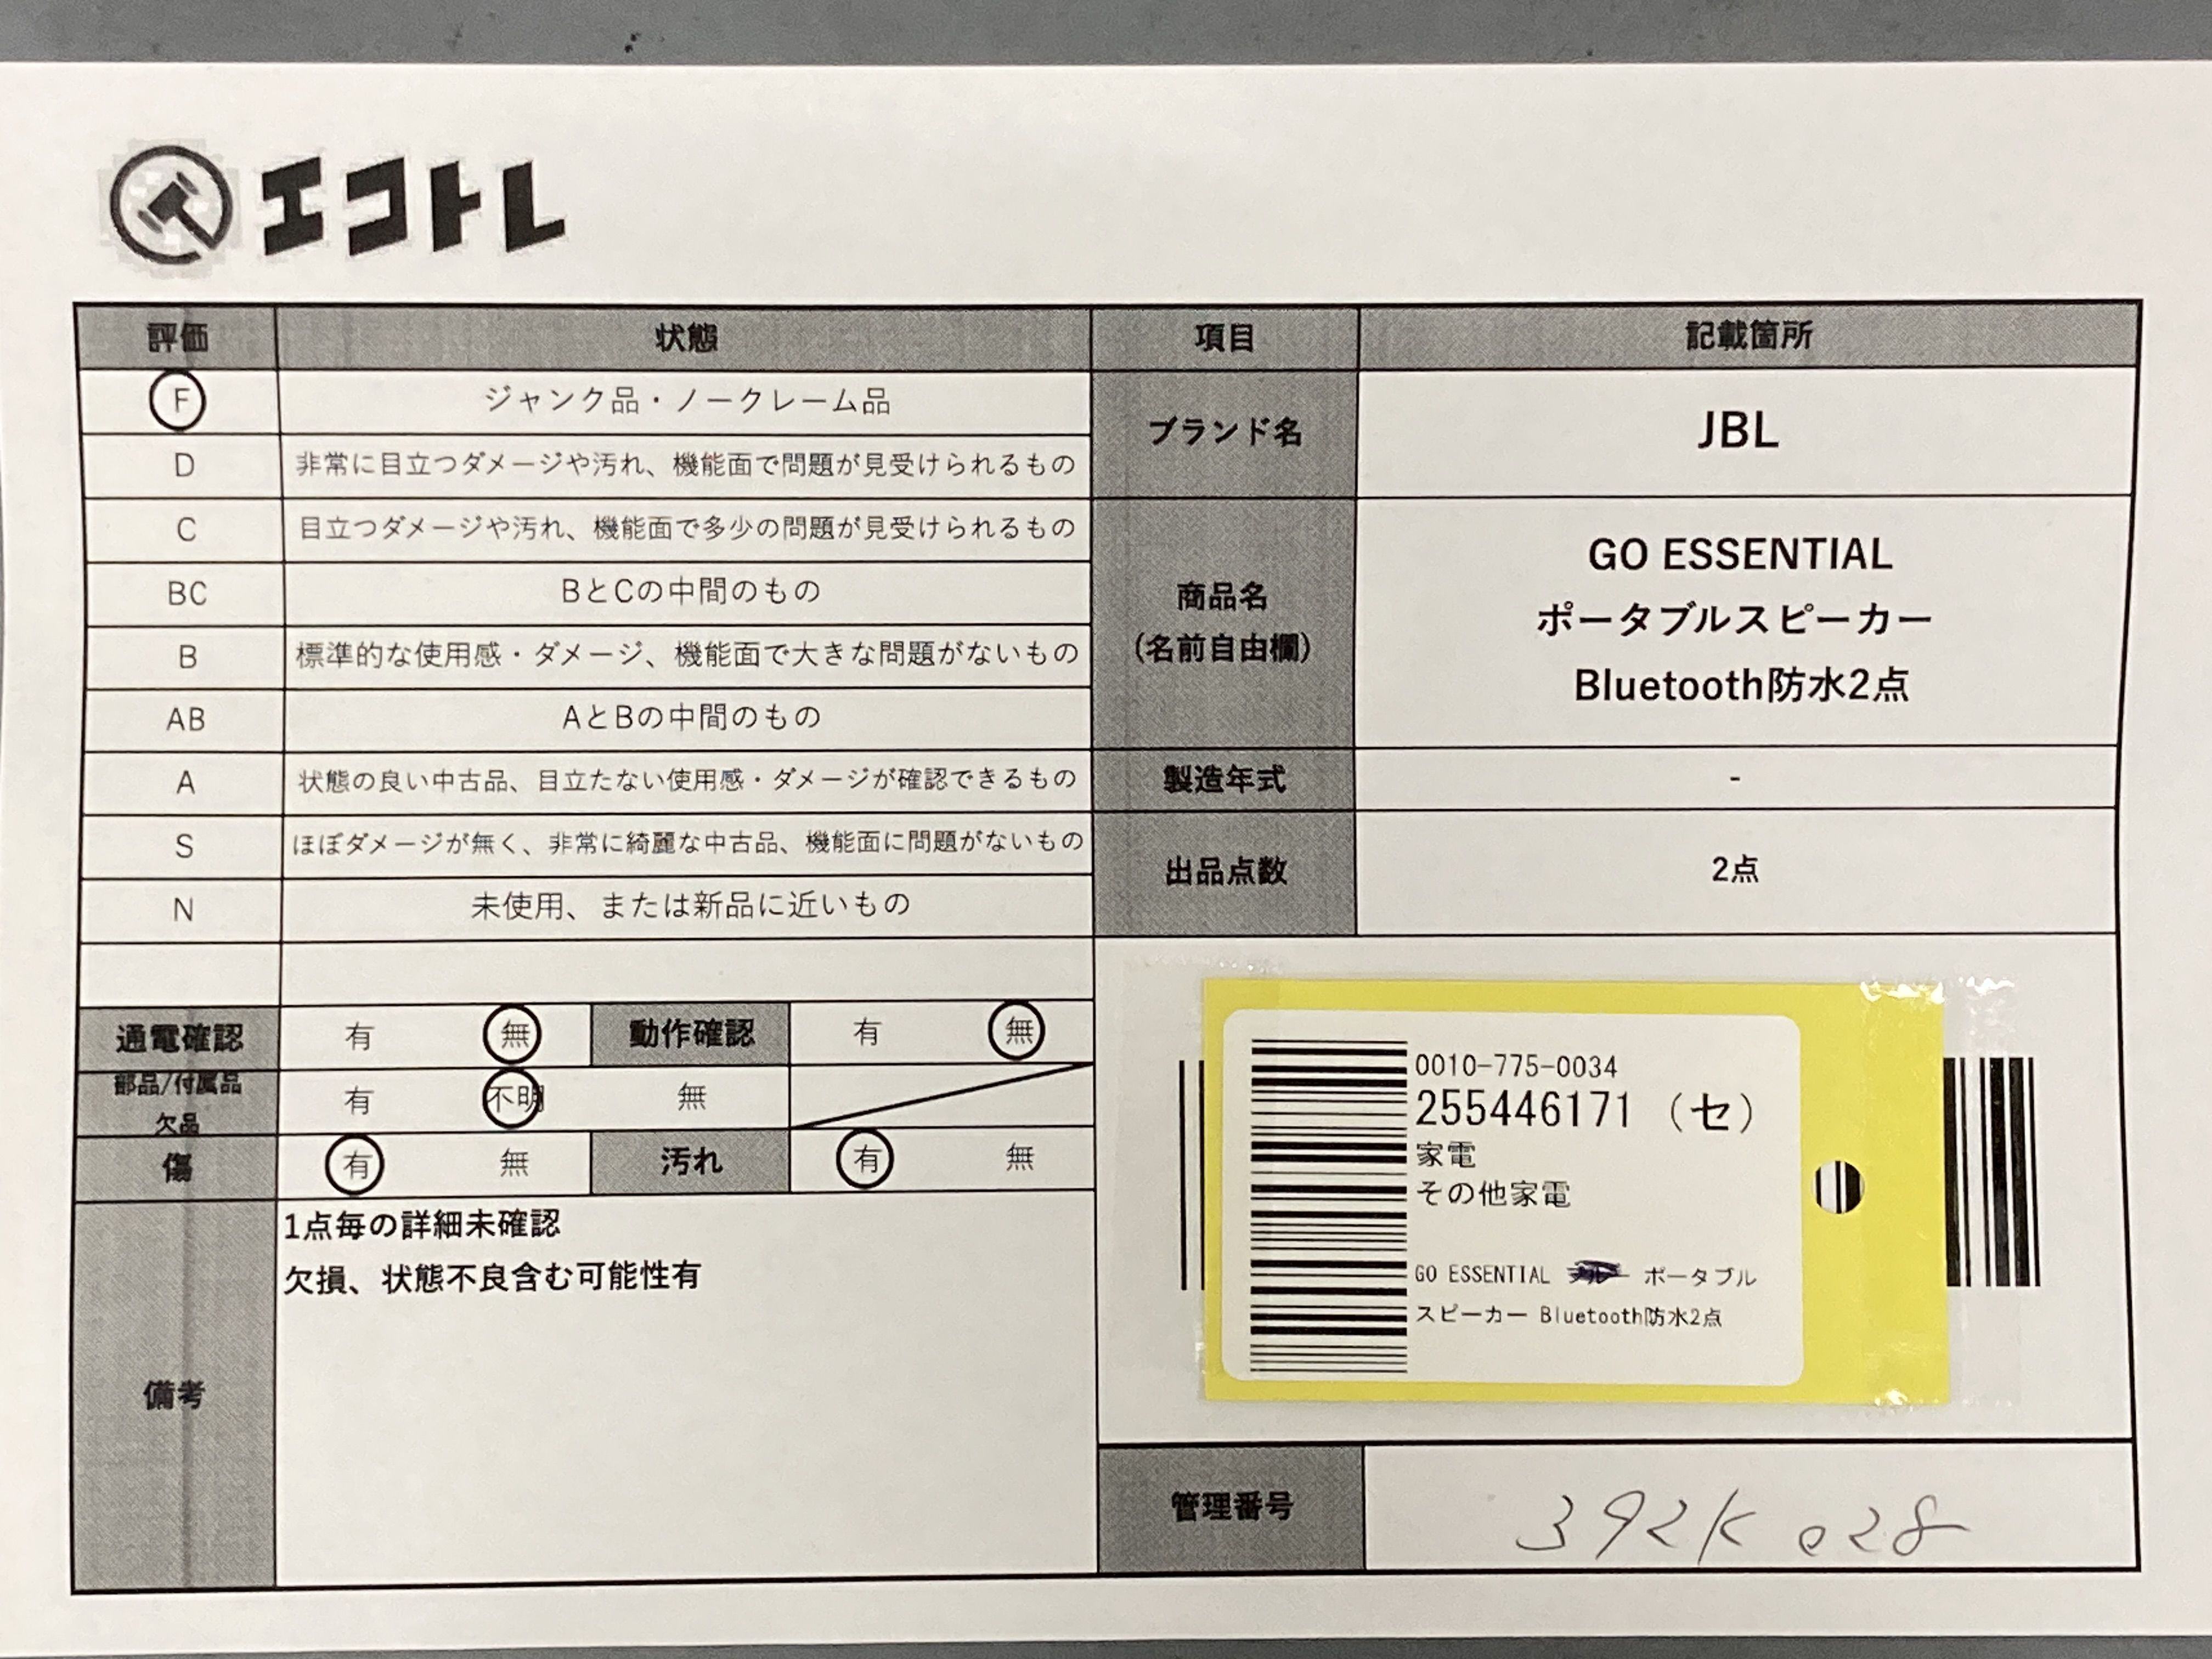 エコトレ
評価 状態 項目 記載箇所
F ジャンク品・ノークレーム品
D 非常に目立つダメージや汚れ、機能面で問題が見受けられるもの
C 目立つダメージや汚れ、機能面で多少の問題が見受けられるもの
BC BとCの中間のもの
B 標準的な使用感・ダメージ、機能面で大きな問題がないもの
AB AとBの中間のもの
A 状態の良い中古品、目立たない使用感・ダメージが確認できるもの
S ほぼダメージが無く、非常に綺麗な中古品、機能面に問題がないもの
N 未使用、または新品に近いもの
通電確認 有 無 動作確認 有 無
部品/付属品
欠品 有 不明 無
傷 有 無 汚れ 有 無
備考
1点毎の詳細未確認
欠損、状態不良含む可能性有
ブランド名 JBL
商品名
(名前自由欄)
GO ESSENTIAL
ポータブルスピーカー
Bluetooth防水2点
製造年式 -
出品点数 2点
0010-775-0034
255446171 (セ)
家電
その他家電
GO ESSENTIAL ポータブル
スピーカー Bluetooth防水2点
管理番号 392K 028